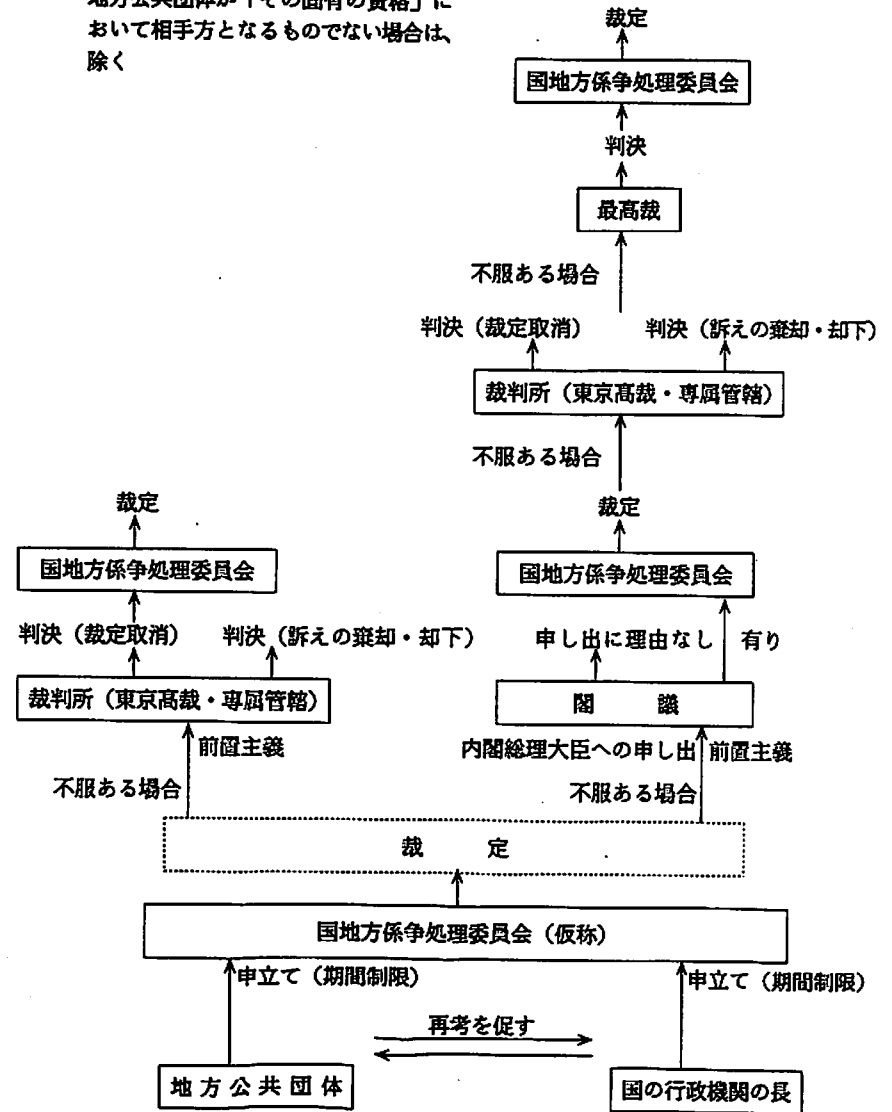 地方公共団体が「その固有の資格」に
おいて相手方となるものでない場合は、
除く
裁定
国地方係争処理委員会
判決
最高裁
不服ある場合
判決（裁定取消） 判決（訴えの棄却・却下）
裁判所（東京高裁・専属管轄）
不服ある場合
裁定
国地方係争処理委員会
申し出に理由なし 有り
閣 議
内閣総理大臣への申し出 前置主義
不服ある場合
裁定
国地方係争処理委員会
判決（裁定取消） 判決（訴えの棄却・却下）
裁判所（東京高裁・専属管轄）
前置主義
不服ある場合
裁 定
国地方係争処理委員会（仮称）
申立て（期間制限） 申立て（期間制限）
再考を促す
地方公共団体 国の行政機関の長